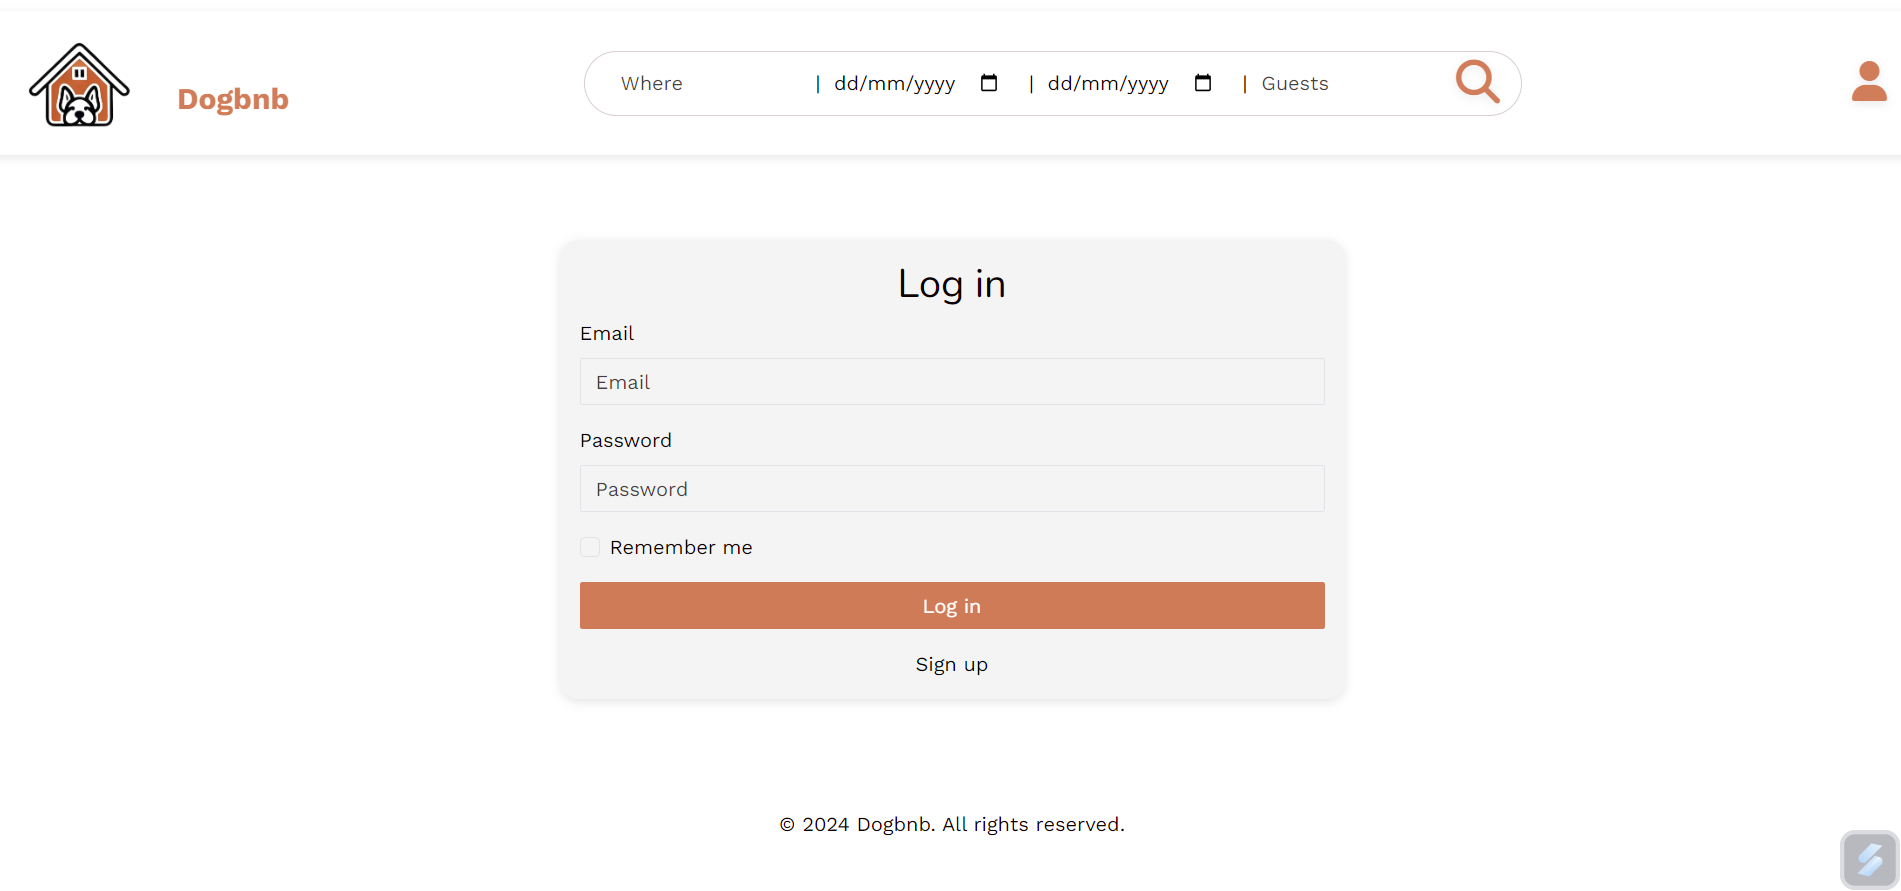 Dogbnb
Where | dd/mm/yyyy | dd/mm/yyyy | Guests
Log in
Email
Email
Password
Password
Remember me
Log in
Sign up
© 2024 Dogbnb. All rights reserved.